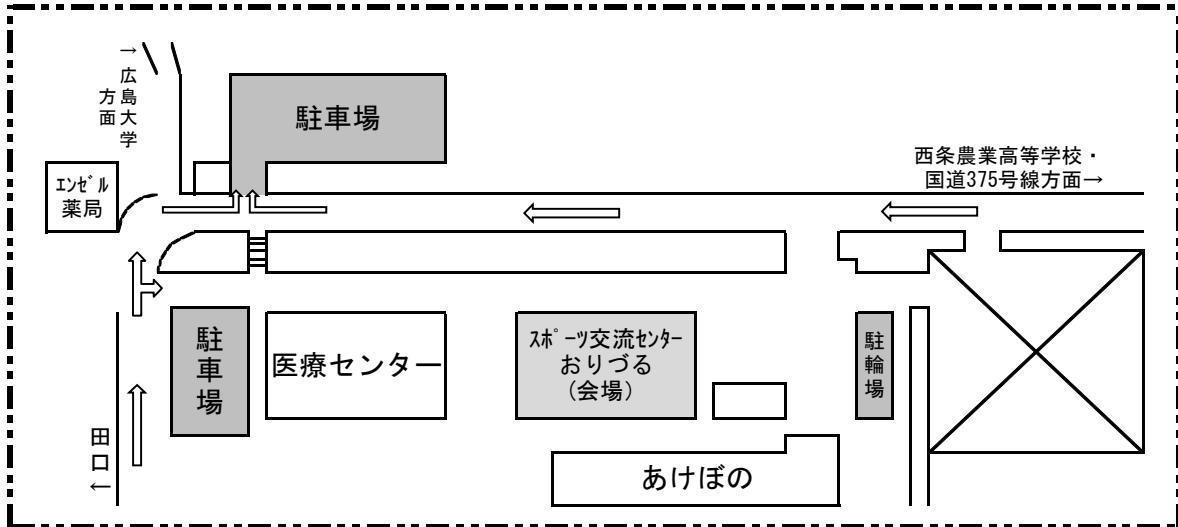 →広島大学
方面
駐車場
西条農業高等学校・
国道375号線方面→
ｴﾝｾﾞﾙ
薬局
駐車場
医療センター
ｽﾎﾟｰﾂ交流ｾﾝﾀｰ
おりづる
(会場)
駐輪場
田口←
あけぼの